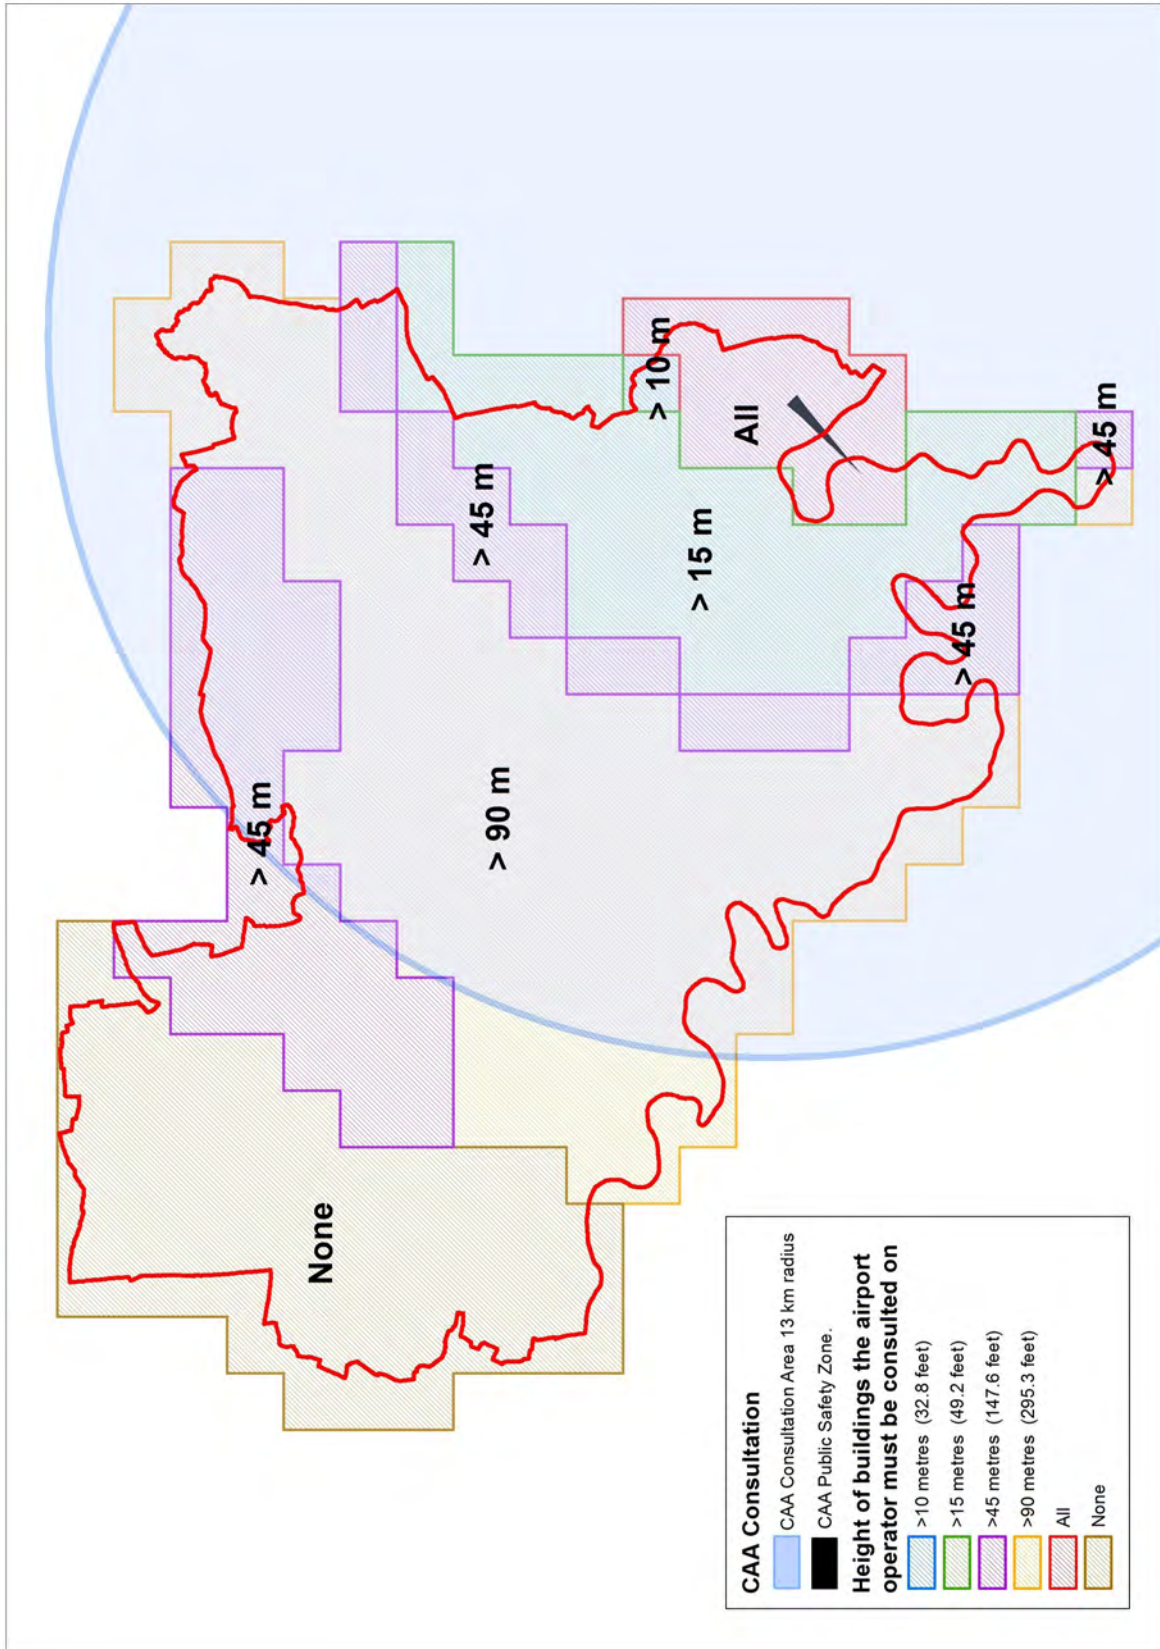 > 45 m
> 10 m
All
> 45 m
> 45 m
> 15 m
> 45 m
> 90 m
None
CAA Consultation
CAA Consultation Area 13 km radius
CAA Public Safety Zone.
Height of buildings the airport
operator must be consulted on
>10 metres (32.8 feet)
>15 metres (49.2 feet)
>45 metres (147.6 feet)
>90 metres (295.3 feet)
All
None